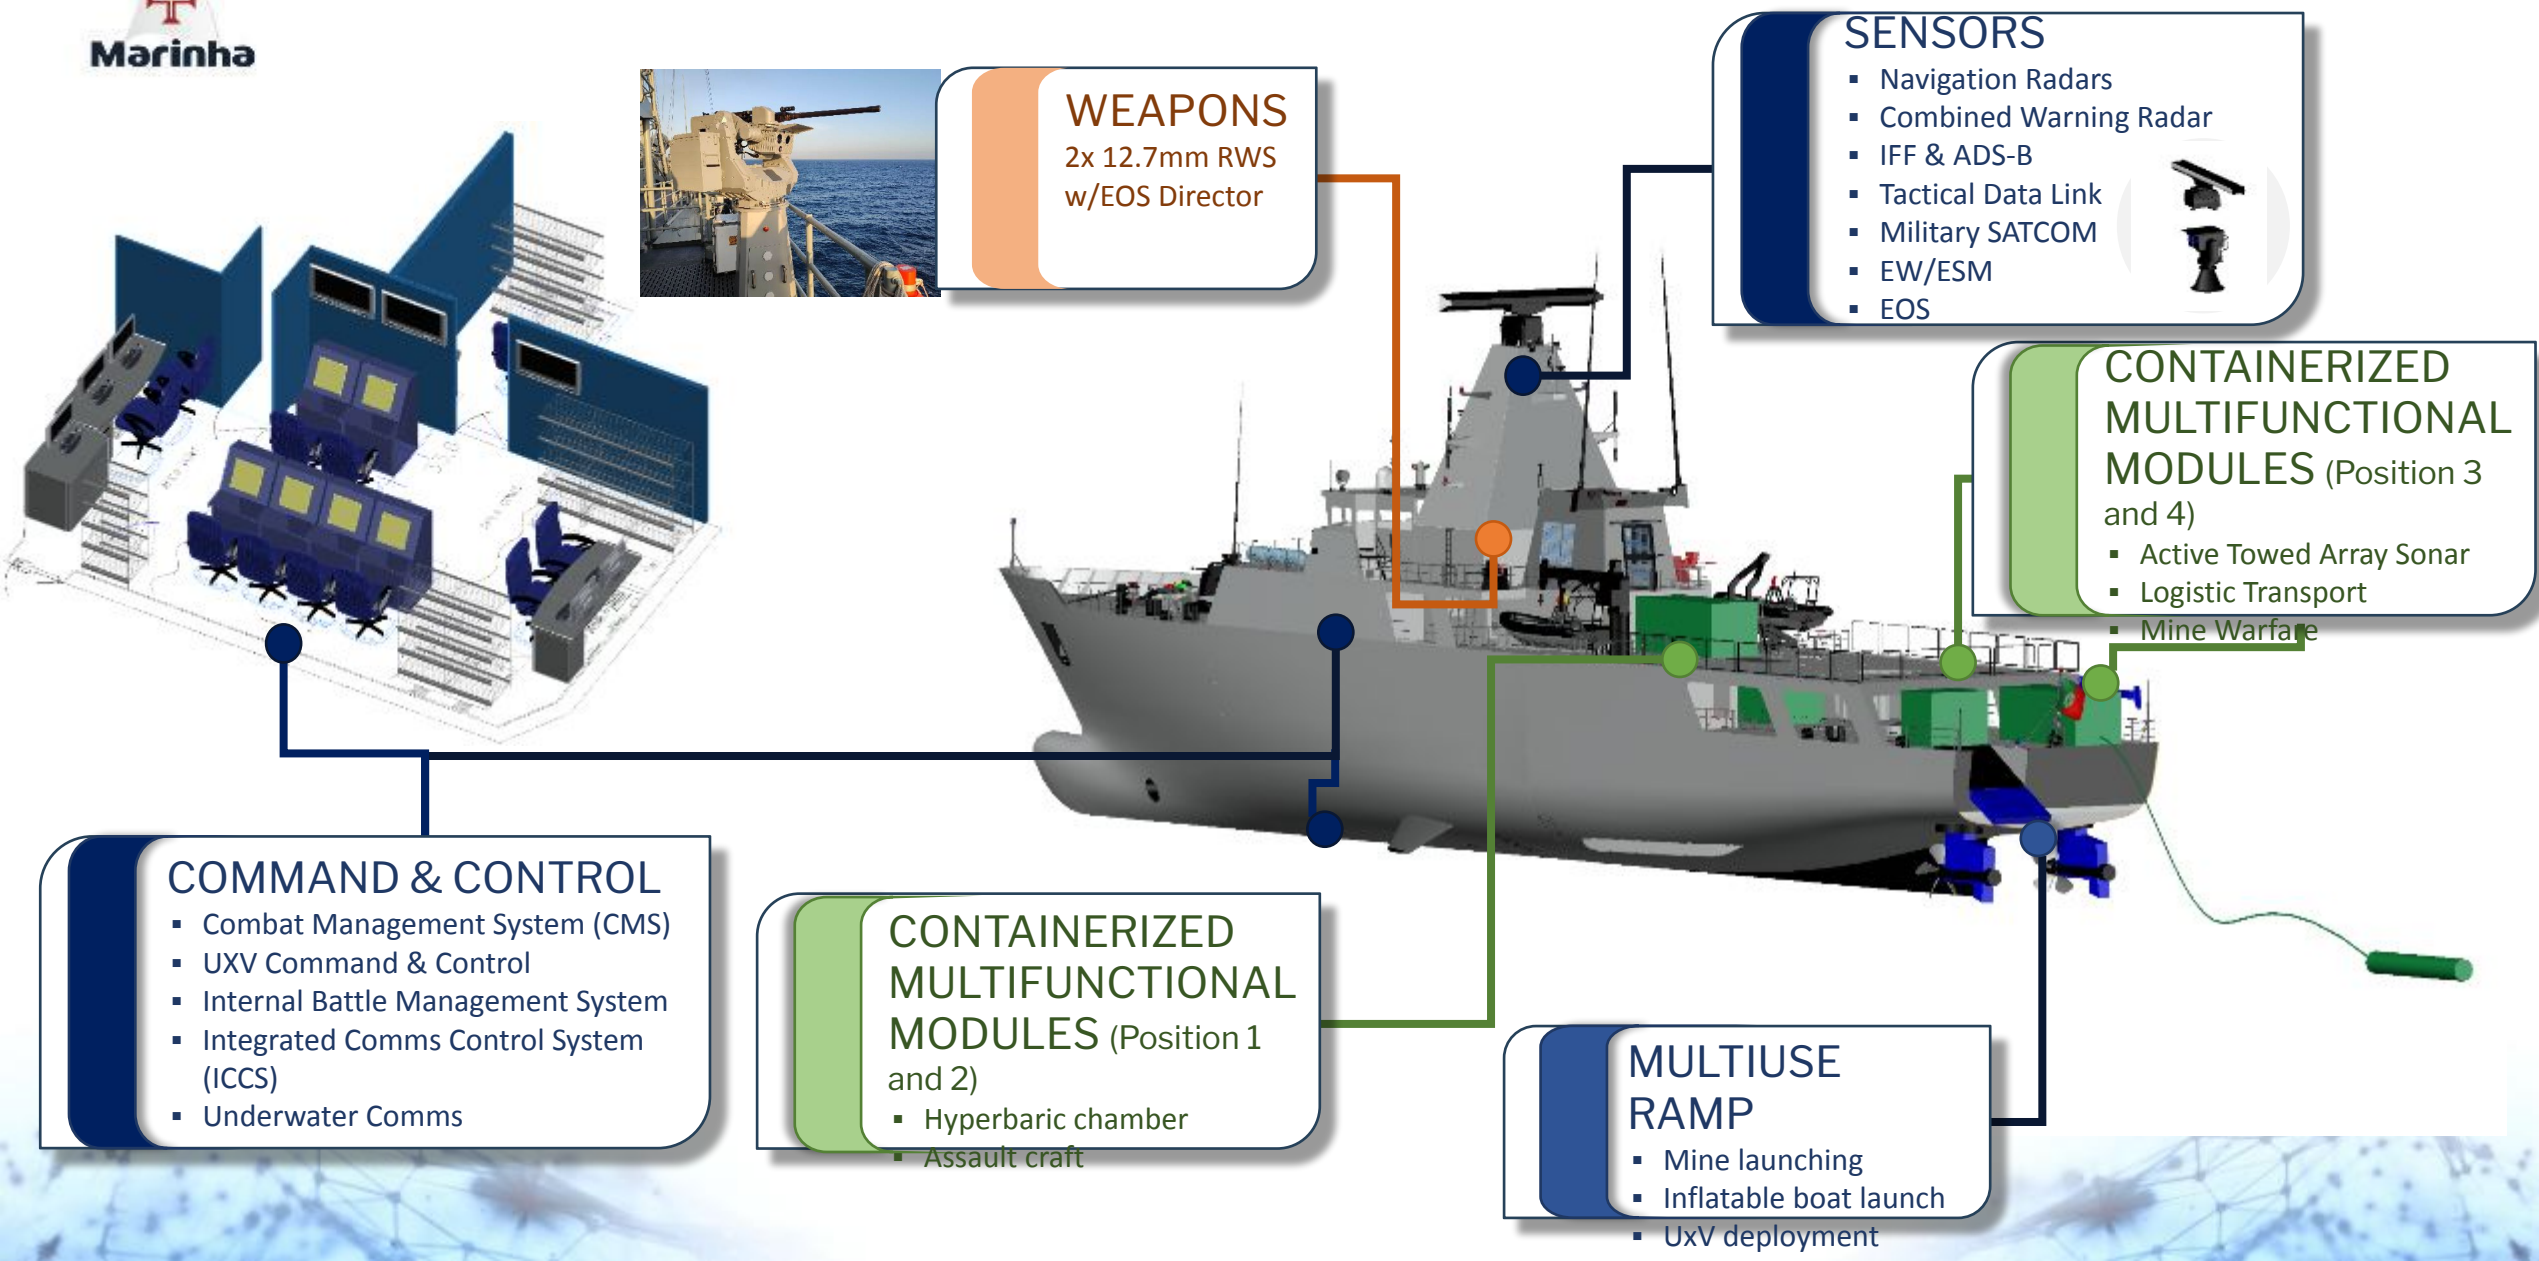 Marinha
WEAPONS
2x 12.7mm RWS
w/EOS Director
SENSORS
▪ Navigation Radars
▪ Combined Warning Radar
▪ IFF & ADS-B
▪ Tactical Data Link
▪ Military SATCOM
▪ EW/ESM
▪ EOS
CONTAINERIZED
MULTIFUNCTIONAL
MODULES (Position 3
and 4)
▪ Active Towed Array Sonar
▪ Logistic Transport
▪ Mine Warfare
COMMAND & CONTROL
▪ Combat Management System (CMS)
▪ UXV Command & Control
▪ Internal Battle Management System
▪ Integrated Comms Control System
(ICCS)
▪ Underwater Comms
CONTAINERIZED
MULTIFUNCTIONAL
MODULES (Position 1
and 2)
▪ Hyperbaric chamber
▪ Assault craft
MULTIUSE
RAMP
▪ Mine launching
▪ Inflatable boat launch
▪ UxV deployment